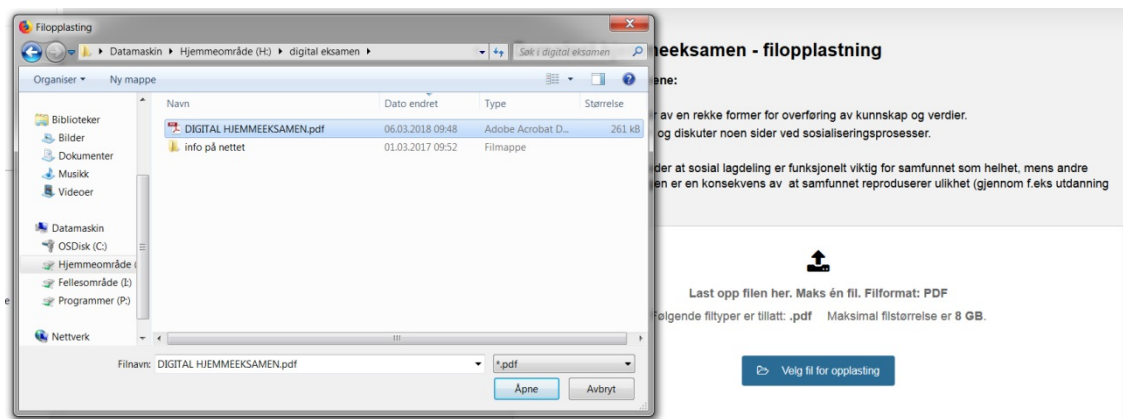 Filopplasting
Datamaskin ▸ Hjemmeområde (H:) ▸ digital eksamen ▸
Søk i digital eksamen
Organiser
Ny mappe
Navn
Dato endret
Type
Størrelse
DIGITAL HJEMMEEKSAMEN.pdf 06.03.2018 09:48 Adobe Acrobat D... 261 kB
info på nettet 01.03.2017 09:52 Filmappe
Biblioteker
Bilder
Dokumenter
Musikk
Videoer
Datamaskin
OSDisk (C:)
Hjemmeområde (
Fellesområde (I:)
Programmer (P:)
Nettverk
Filnavn: DIGITAL HJEMMEEKSAMEN.pdf
*.pdf
Åpne
Avbryt
eeksamen - filopplastning
ene:
av en rekke former for overføring av kunnskap og verdier.
og diskuter noen sider ved sosialiseringsprosesser.
der at sosial lagdeling er funksjonelt viktig for samfunnet som helhet, mens andre
en er en konsekvens av at samfunnet reproduserer ulikhet (gjennom f.eks utdanning
Last opp filen her. Maks én fil. Filformat: PDF
Følgende filtyper er tillatt: .pdf Maksimal filstørrelse er 8 GB.
Velg fil for opplasting